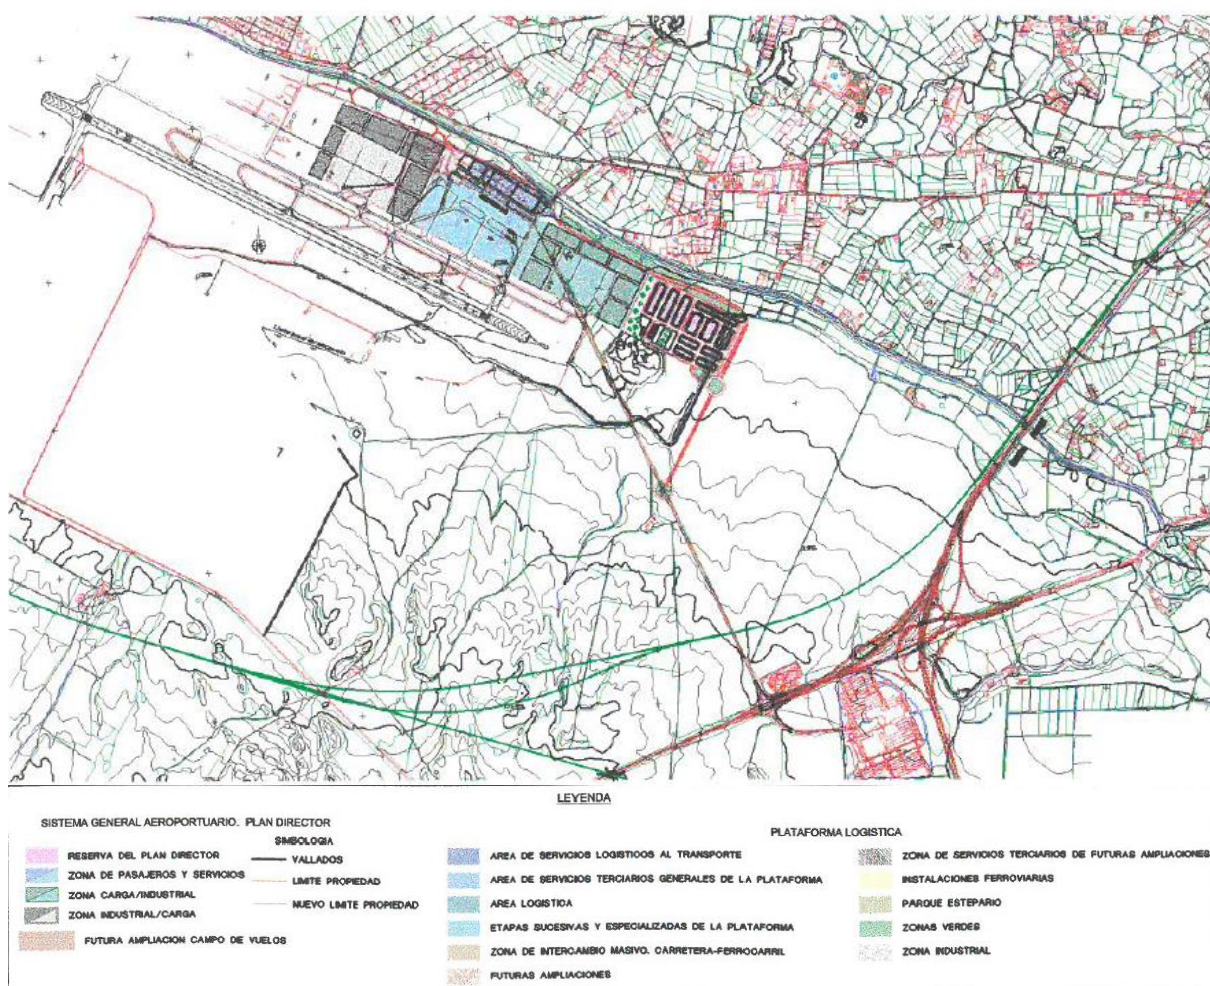 LEYENDA
SISTEMA GENERAL AEROPORTUARIO. PLAN DIRECTOR
RESERVA DEL PLAN DIRECTOR
ZONA DE PASAJEROS Y SERVICIOS
ZONA CARGA/INDUSTRIAL
ZONA INDUSTRIAL/CARGA
FUTURA AMPLIACION CAMPO DE VUELOS
SIMBOLOGIA
VALLADOS
LIMITE PROPIEDAD
NUEVO LIMITE PROPIEDAD
PLATAFORMA LOGISTICA
AREA DE SERVICIOS LOGISTICOS AL TRANSPORTE
AREA DE SERVICIOS TERCIARIOS GENERALES DE LA PLATAFORMA
AREA LOGISTICA
ETAPAS SUCESIVAS Y ESPECIALIZADAS DE LA PLATAFORMA
ZONA DE INTERCAMBIO MASIVO. CARRETERA-FERROCARRIL
FUTURAS AMPLIACIONES
ZONA DE SERVICIOS TERCIARIOS DE FUTURAS AMPLIACIONES
INSTALACIONES FERROVIARIAS
PARQUE ESTEPARIO
ZONAS VERDES
ZONA INDUSTRIAL